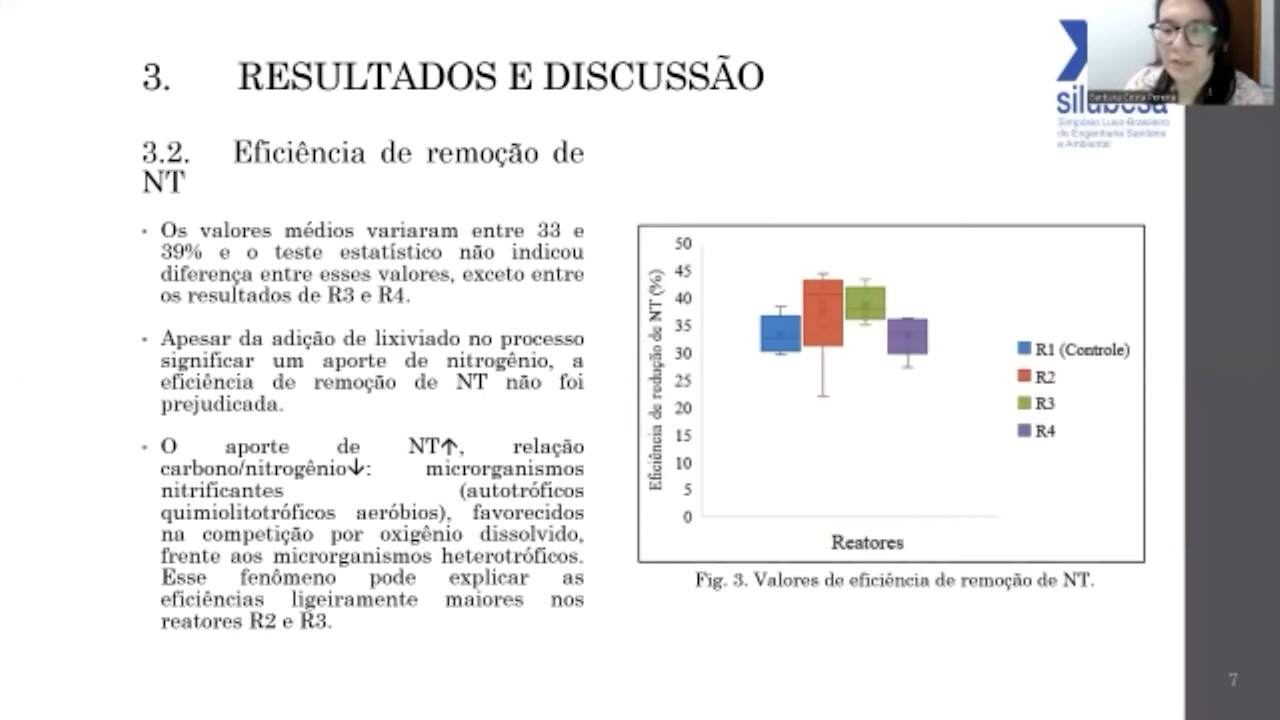 3. RESULTADOS E DISCUSSÃO
3.2. Eficiência de remoção de
NT
• Os valores médios variaram entre 33 e
39% e o teste estatístico não indicou
diferença entre esses valores, exceto entre
os resultados de R3 e R4.
• Apesar da adição de lixiviado no processo
significar um aporte de nitrogênio, a
eficiência de remoção de NT não foi
prejudicada.
• O aporte de NT↑, relação
carbono/nitrogênio↓: microrganismos
nitrificantes (autotróficos
quimiolitotróficos aeróbios), favorecidos
na competição por oxigênio dissolvido,
frente aos microrganismos heterotróficos.
Esse fenômeno pode explicar as
eficiências ligeiramente maiores nos
reatores R2 e R3.
silubesa
Simpósio Luso-Brasileiro
de Engenharia Sanitária
e Ambiental
Eficiência de redução de NT (%)
50
45
40
35
30
25
20
15
10
5
0
Reatores
R1 (Controle)
R2
R3
R4
Fig. 3. Valores de eficiência de remoção de NT.
7